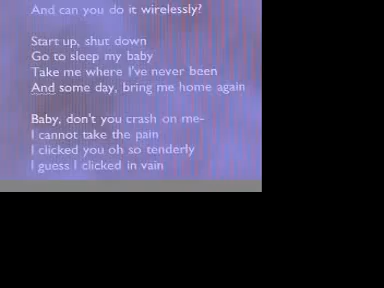 And can you do it wirelessly?
Start up, shut down
Go to sleep my baby
Take me where I've never been
And some day, bring me home again
Baby, don't you crash on me-
I cannot take the pain
I clicked you oh so tenderly
I guess I clicked in vain